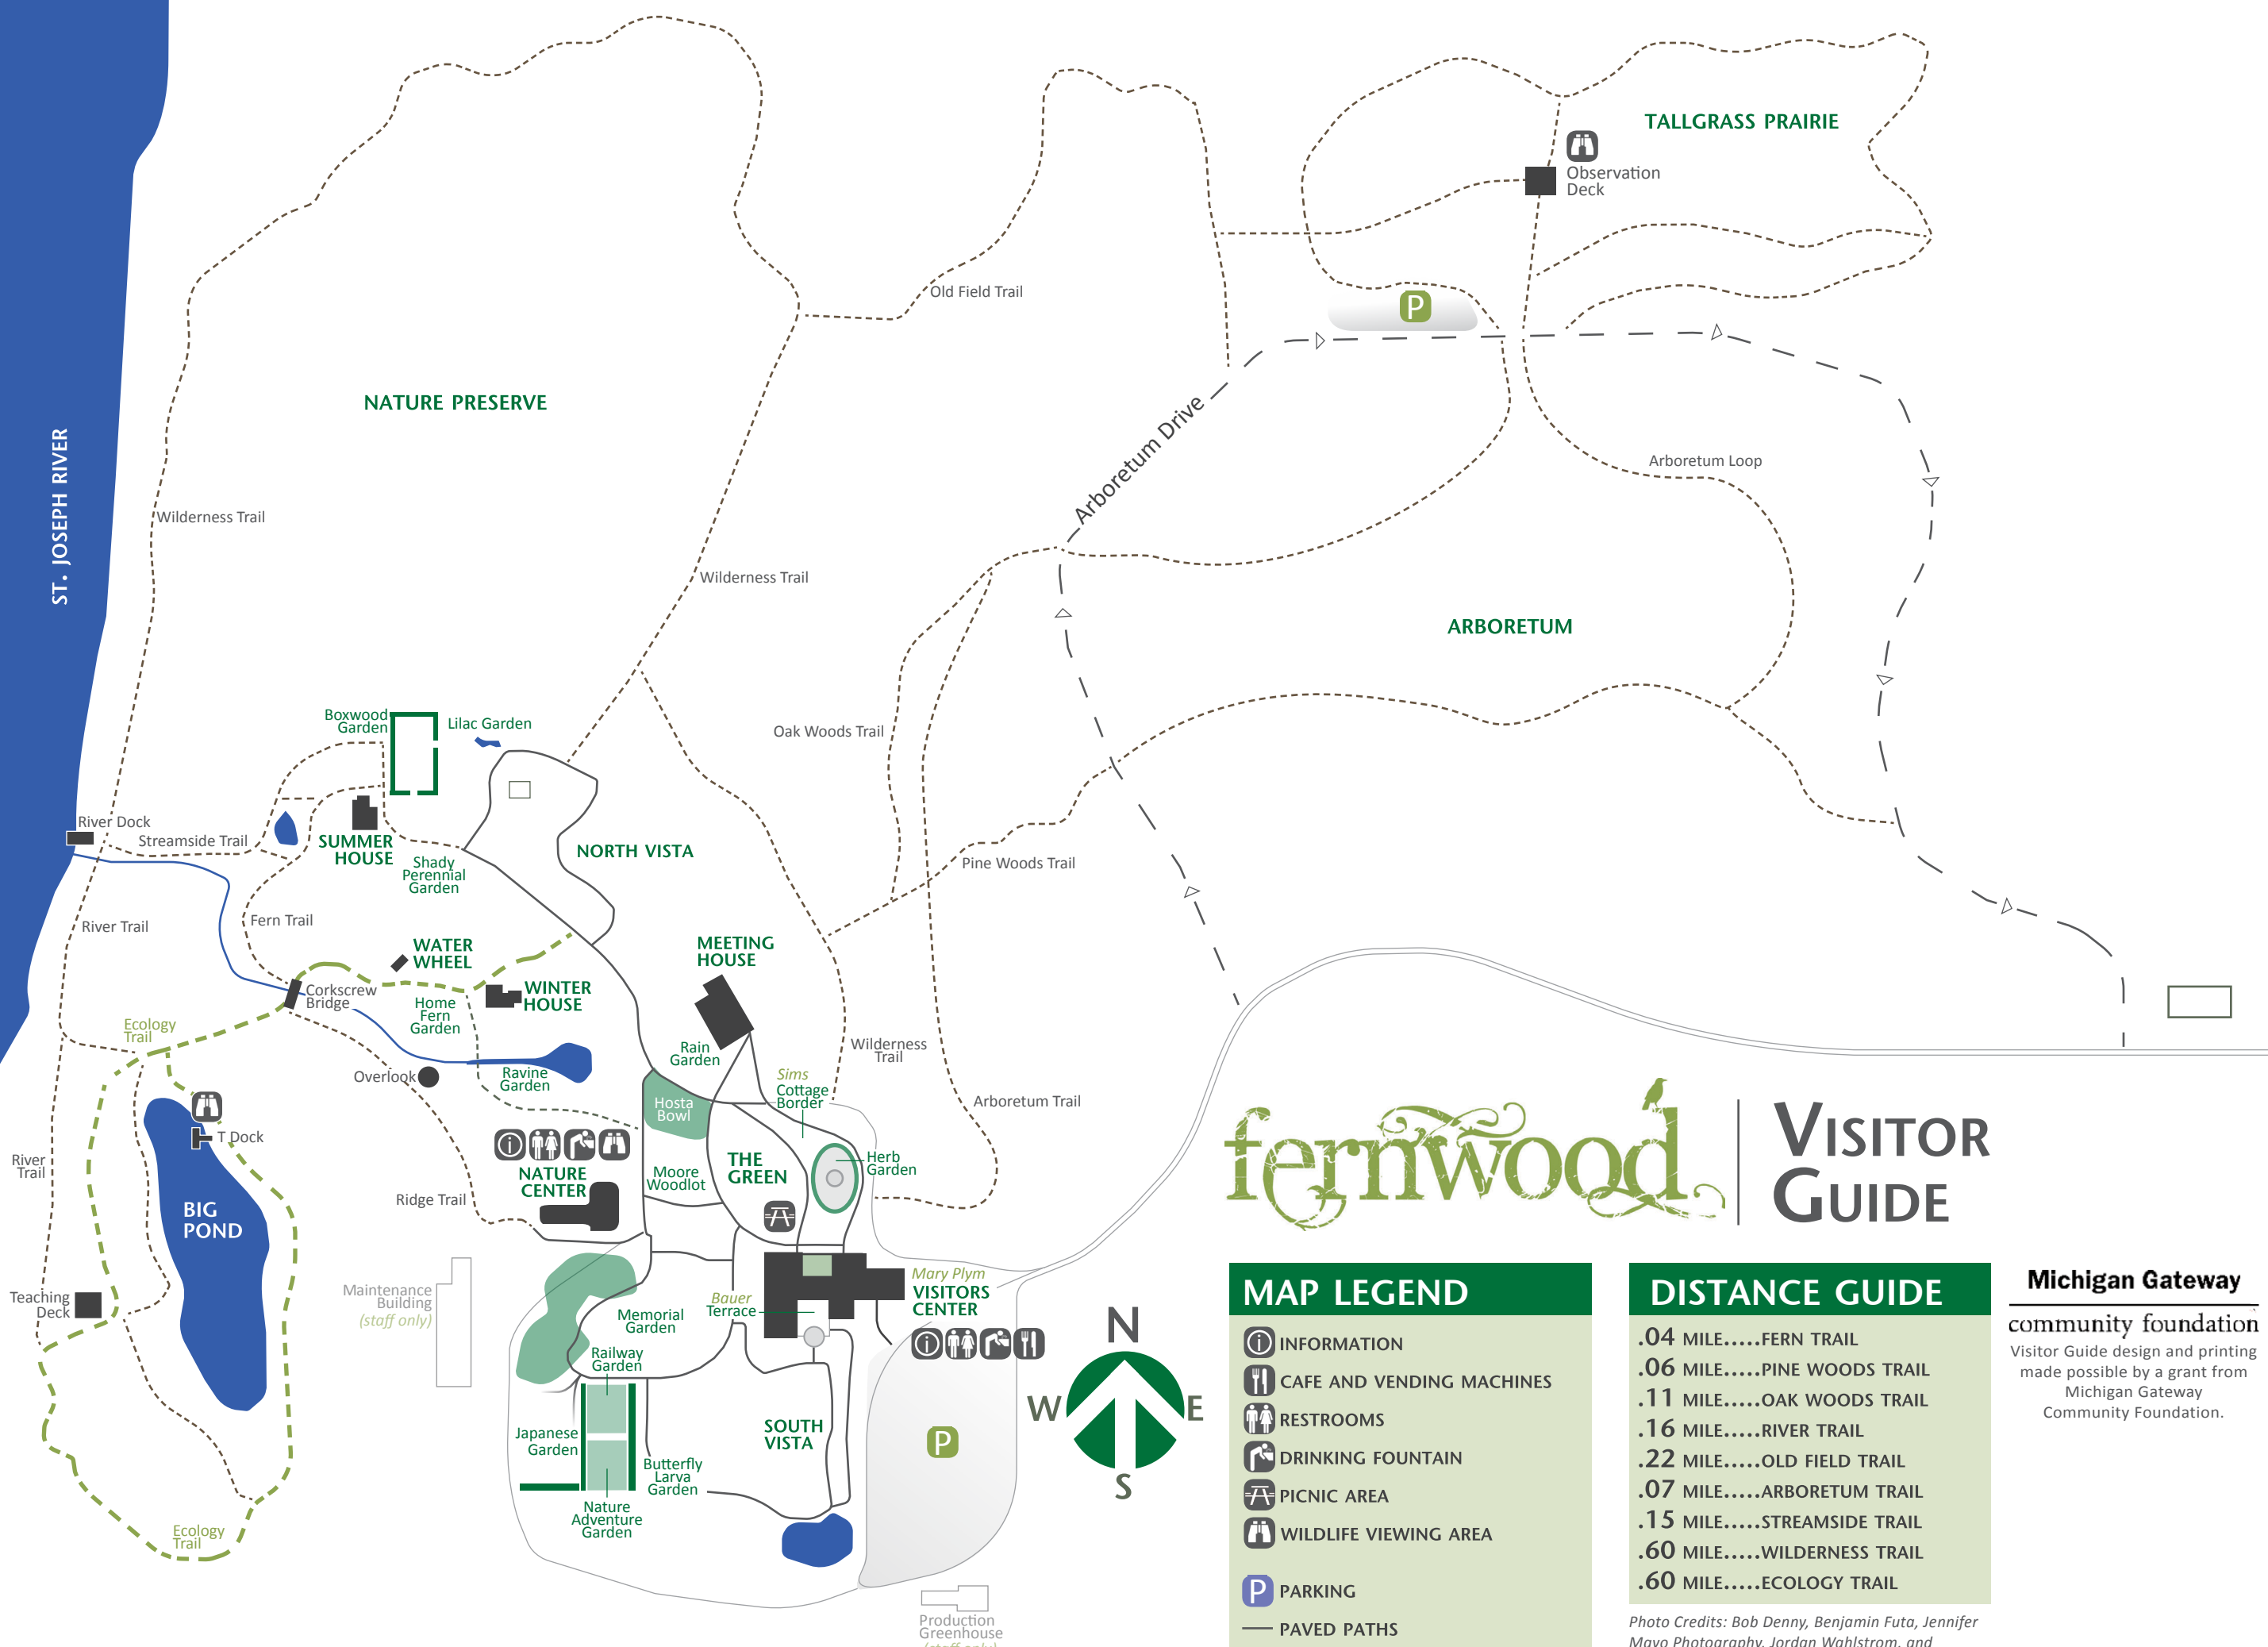 TALLGRASS PRAIRIE
Observation
Deck
Old Field Trail
P
NATURE PRESERVE
Arboretum Drive
Arboretum Loop
ST. JOSEPH RIVER
Wilderness Trail
Wilderness Trail
ARBORETUM
Boxwood
Garden
Lilac Garden
Oak Woods Trail
River Dock
Streamside Trail
SUMMER
HOUSE
Shady
Perennial
Garden
NORTH VISTA
Pine Woods Trail
River Trail
Fern Trail
WATER
WHEEL
MEETING
HOUSE
Corkscrew
Bridge
Home
Fern
Garden
WINTER
HOUSE
Ecology
Trail
Rain
Garden
Wilderness
Trail
Overlook
Ravine
Garden
Sims
Cottage
Border
Hosta
Bowl
Arboretum Trail
T Dock
River
Trail
BIG
POND
NATURE
CENTER
Moore
Woodlot
THE
GREEN
Herb
Garden
Ridge Trail
Teaching
Deck
Maintenance
Building
(staff only)
Memorial
Garden
Bauer
Terrace
Mary Plym
VISITORS
CENTER
Railway
Garden
Japanese
Garden
Butterfly
Larva
Garden
SOUTH
VISTA
P
Nature
Adventure
Garden
Ecology
Trail
Production
Greenhouse
(staff only)
N
W
E
S
fernwood
VISITOR
GUIDE
MAP LEGEND
INFORMATION
CAFE AND VENDING MACHINES
RESTROOMS
DRINKING FOUNTAIN
PICNIC AREA
WILDLIFE VIEWING AREA
P PARKING
PAVED PATHS
DISTANCE GUIDE
.04 MILE.....FERN TRAIL
.06 MILE.....PINE WOODS TRAIL
.11 MILE.....OAK WOODS TRAIL
.16 MILE.....RIVER TRAIL
.22 MILE.....OLD FIELD TRAIL
.07 MILE.....ARBORETUM TRAIL
.15 MILE.....STREAMSIDE TRAIL
.60 MILE.....WILDERNESS TRAIL
.60 MILE.....ECOLOGY TRAIL
Photo Credits: Bob Denny, Benjamin Futa, Jennifer
Mayo Photography, Jordan Wahlstrom, and
Michigan Gateway
community foundation
Visitor Guide design and printing
made possible by a grant from
Michigan Gateway
Community Foundation.